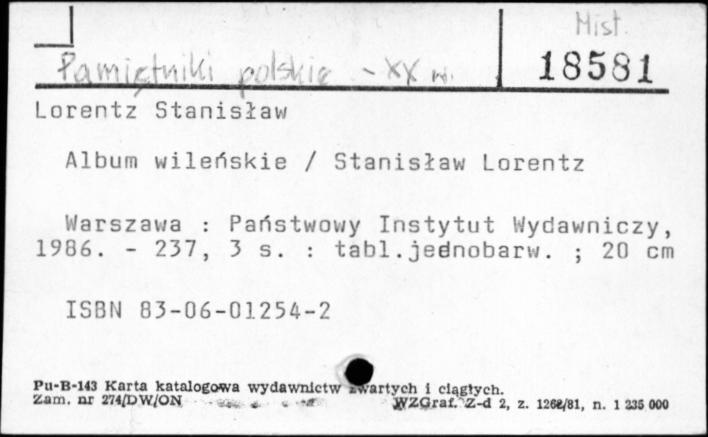 Hist.
Pamiętniki polskie - XX w.
18581
Lorentz Stanisław
Album wileńskie / Stanisław Lorentz
Warszawa : Państwowy Instytut Wydawniczy,
1986. - 237, 3 s. : tabl.jednobarw. ; 20 cm
ISBN 83-06-01254-2
Pu-B-143 Karta katalogowa wydawnictw zwartych i ciągłych.
Zam. nr 274/DW/ON WZGraf. Z-d 2, z. /81, n. 1 235 000